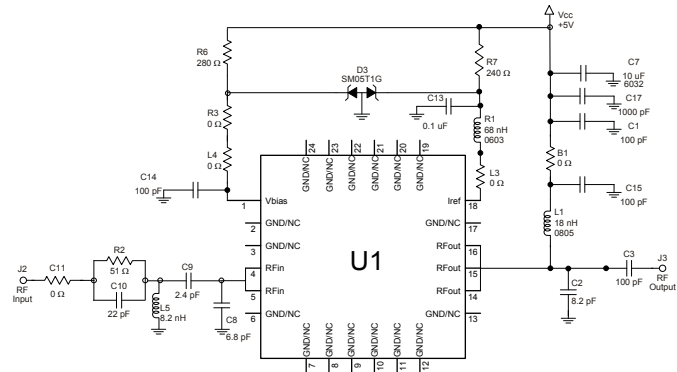 Vcc
+5V
R6
280 Ω
D3
SM05T1G
R7
240 Ω
C7
10 uF
6032
C17
1000 pF
C1
100 pF
R3
0 Ω
C13
0.1 uF
R1
68 nH
0603
B1
0 Ω
L4
0 Ω
L3
0 Ω
C14
100 pF
C15
100 pF
L1
18 nH
0805
24
23
22
21
20
19
GND/NC
GND/NC
GND/NC
GND/NC
GND/NC
GND/NC
1
Vbias
Iref
18
2
GND/NC
GND/NC
17
3
GND/NC
RFout
16
4
RFin
RFout
15
5
RFin
RFout
14
6
GND/NC
GND/NC
13
U1
GND/NC
GND/NC
GND/NC
GND/NC
GND/NC
GND/NC
7
8
9
10
11
12
J2
RF
Input
C11
0 Ω
R2
51 Ω
C10
22 pF
L5
8.2 nH
C9
2.4 pF
C8
6.8 pF
C2
8.2 pF
C3
100 pF
J3
RF
Output